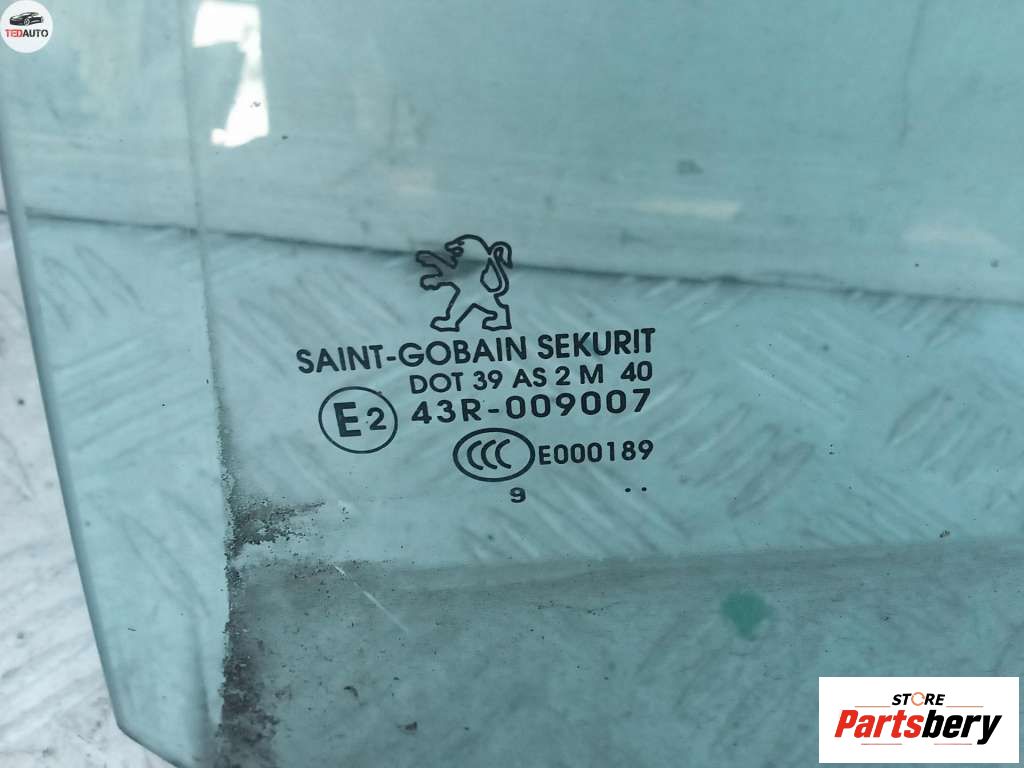 TEDAUTO
SAINT-GOBAIN SEKURIT
DOT 39 AS 2 M 40
E2 43R-009007
CCC E000189
9 ..
STORE
Partsbery